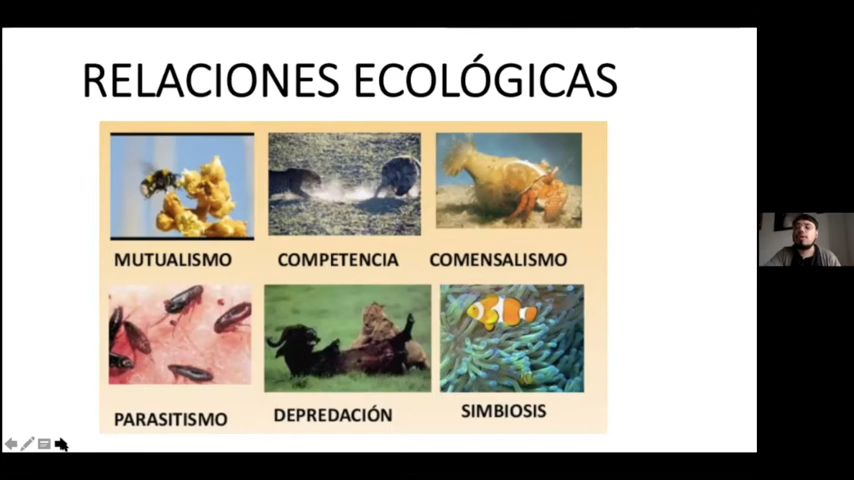 RELACIONES ECOLÓGICAS
MUTUALISMO
COMPETENCIA
COMENSALISMO
PARASITISMO
DEPREDACIÓN
SIMBIOSIS